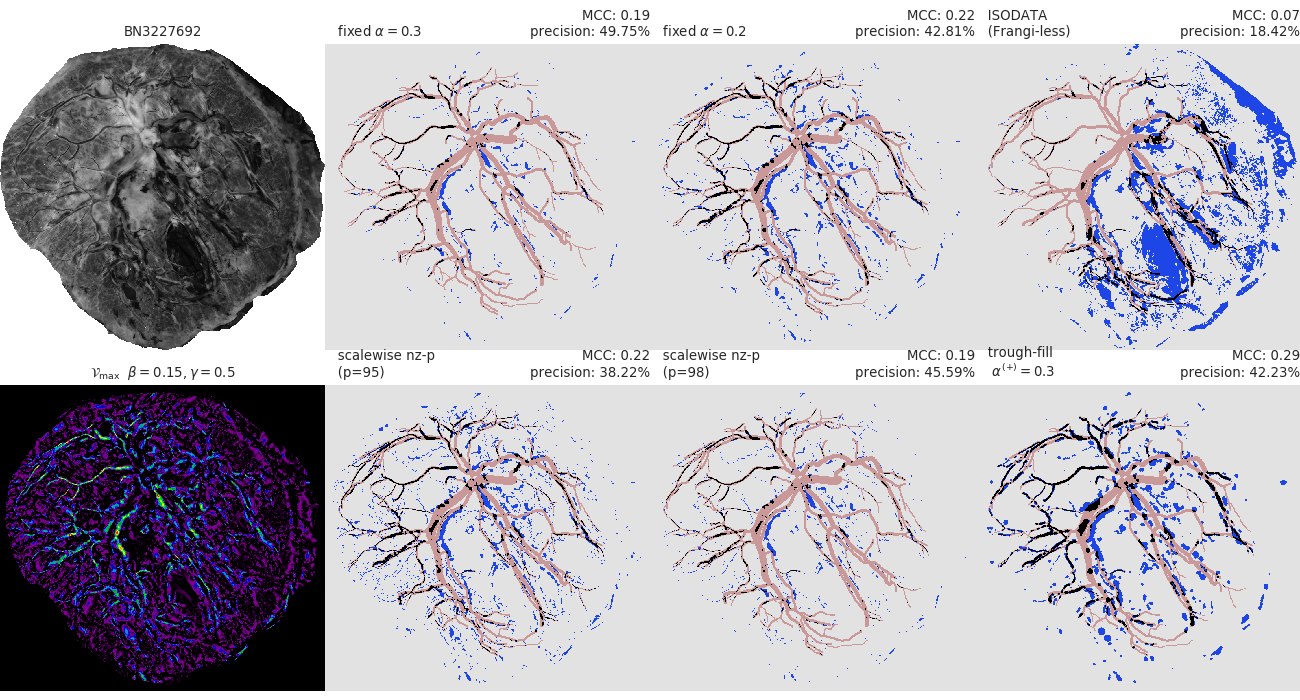 BN3227692
fixed α = 0.3
MCC: 0.19
precision: 49.75%
fixed α = 0.2
MCC: 0.22
precision: 42.81%
ISODATA
(Frangi-less)
MCC: 0.07
precision: 18.42%
𝒱max β = 0.15, γ = 0.5
scalewise nz-p
(p=95)
MCC: 0.22
precision: 38.22%
scalewise nz-p
(p=98)
MCC: 0.19
precision: 45.59%
trough-fill
α(+) = 0.3
MCC: 0.29
precision: 42.23%